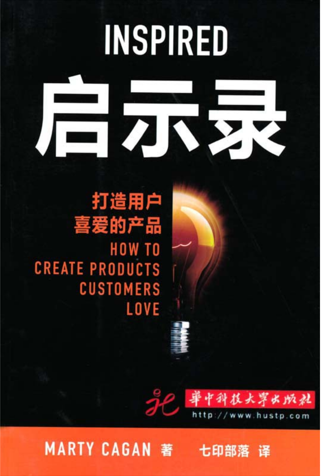 INSPIRED
启示录
打造用户
喜爱的产品
HOW TO
CREATE PRODUCTS
CUSTOMERS
LOVE
华中科技大学出版社
http://www.hustp.com
MARTY CAGAN 著 七印部落 译